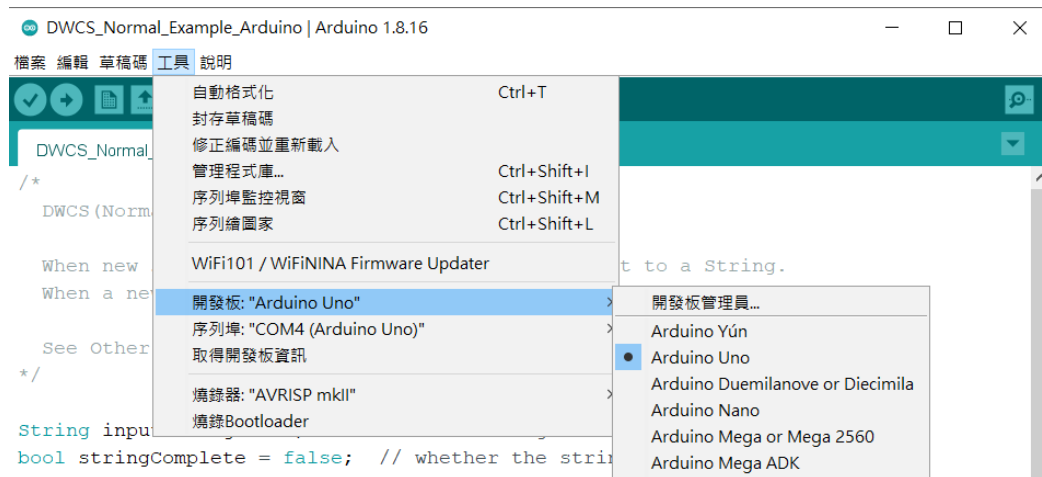 DWCS_Normal_Example_Arduino | Arduino 1.8.16
檔案 編輯 草稿碼 工具 說明
自動格式化 Ctrl+T
封存草稿碼
修正編碼並重新載入
管理程式庫... Ctrl+Shift+I
序列埠監控視窗 Ctrl+Shift+M
序列繪圖家 Ctrl+Shift+L
WiFi101 / WiFiNINA Firmware Updater
開發板: "Arduino Uno"
序列埠: "COM4 (Arduino Uno)"
取得開發板資訊
燒錄器: "AVRISP mkII"
燒錄Bootloader
開發板管理員...
Arduino Yún
Arduino Uno
Arduino Duemilanove or Diecimila
Arduino Nano
Arduino Mega or Mega 2560
Arduino Mega ADK
DWCS_Normal_
/*
DWCS(Norm
When new t to a String.
When a ne
See Other
*/
String inpu
bool stringComplete = false; // whether the strin